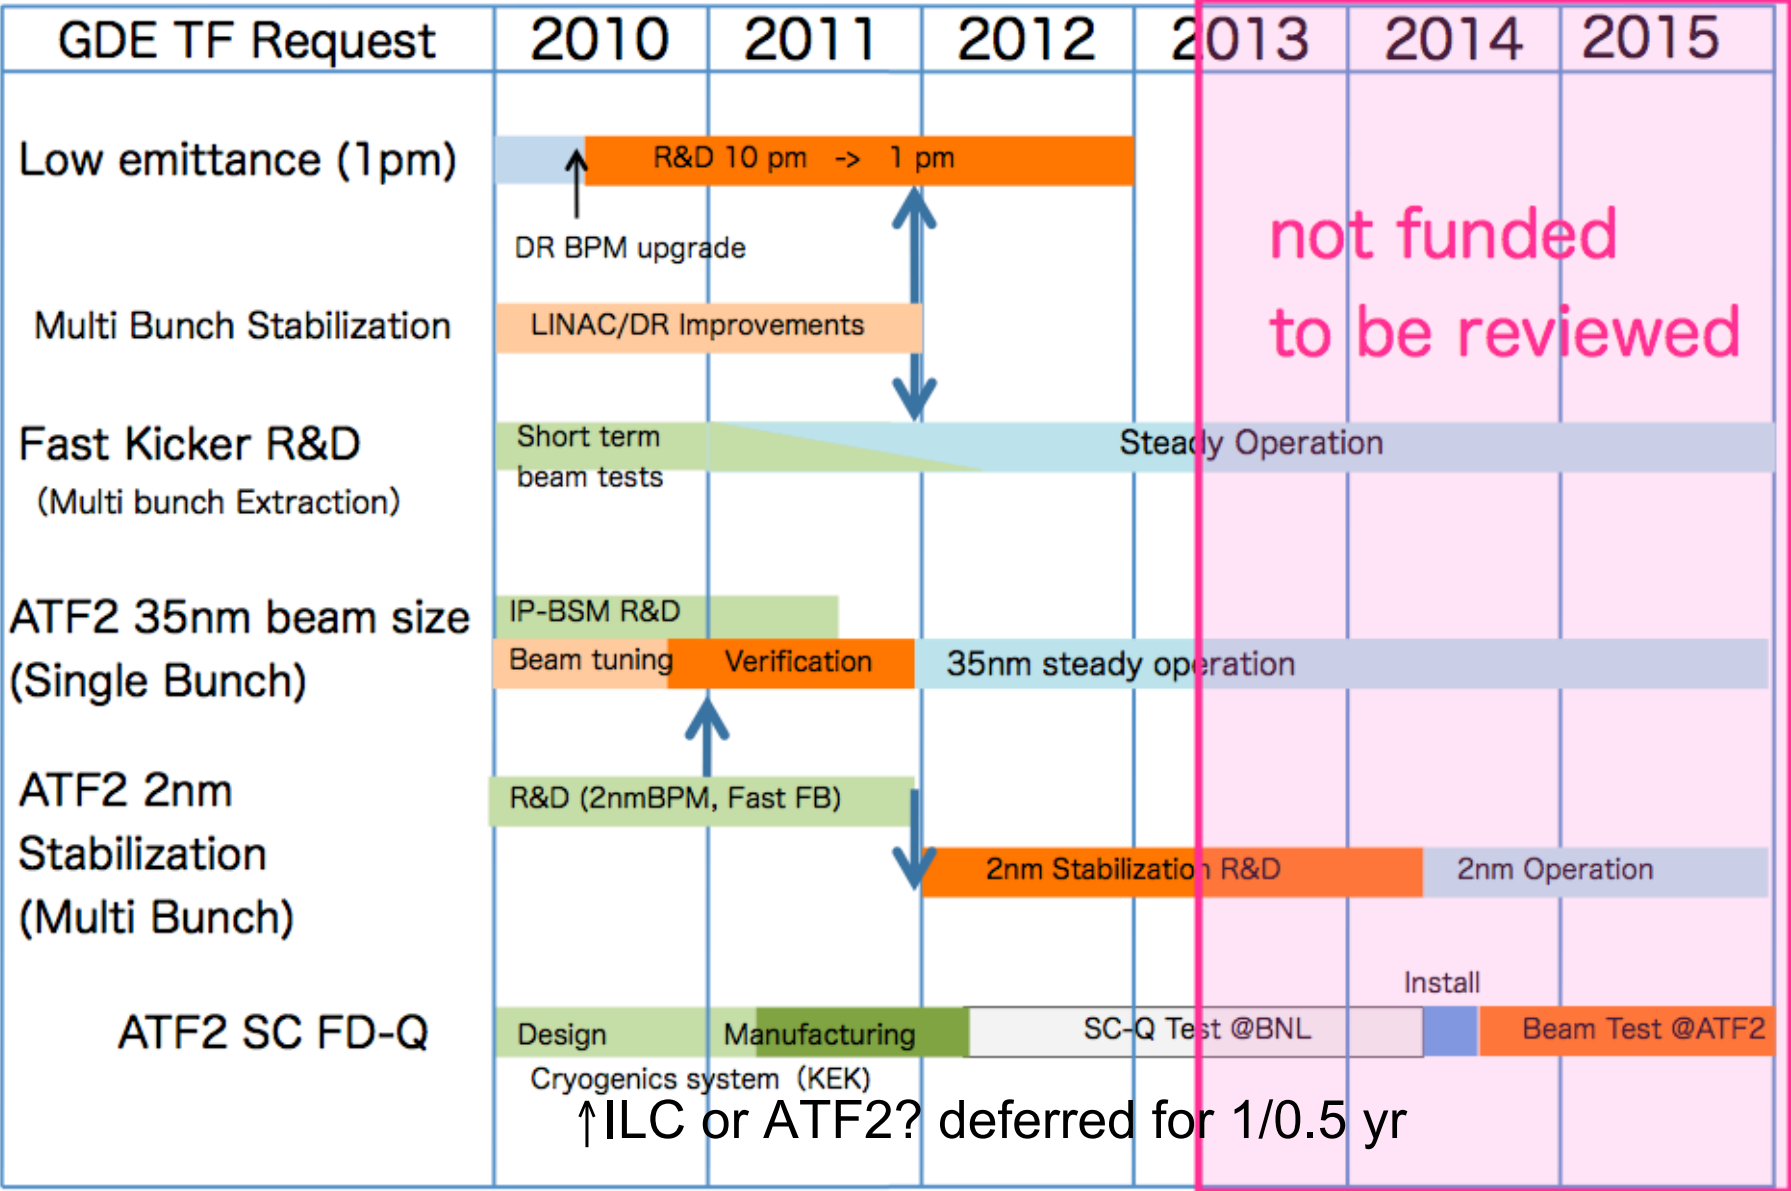 GDE TF Request 2010 2011 2012 2013 2014 2015
Low emittance (1pm)
R&D 10 pm -> 1 pm
DR BPM upgrade
not funded
to be reviewed
Multi Bunch Stabilization
LINAC/DR Improvements
Fast Kicker R&D
(Multi bunch Extraction)
Short term
beam tests
Steady Operation
ATF2 35nm beam size
(Single Bunch)
IP-BSM R&D
Beam tuning
Verification
35nm steady operation
ATF2 2nm
Stabilization
(Multi Bunch)
R&D (2nmBPM, Fast FB)
2nm Stabilization R&D
2nm Operation
Install
ATF2 SC FD-Q
Design
Manufacturing
SC-Q Test @BNL
Beam Test @ATF2
Cryogenics system (KEK)
↑ILC or ATF2? deferred for 1/0.5 yr